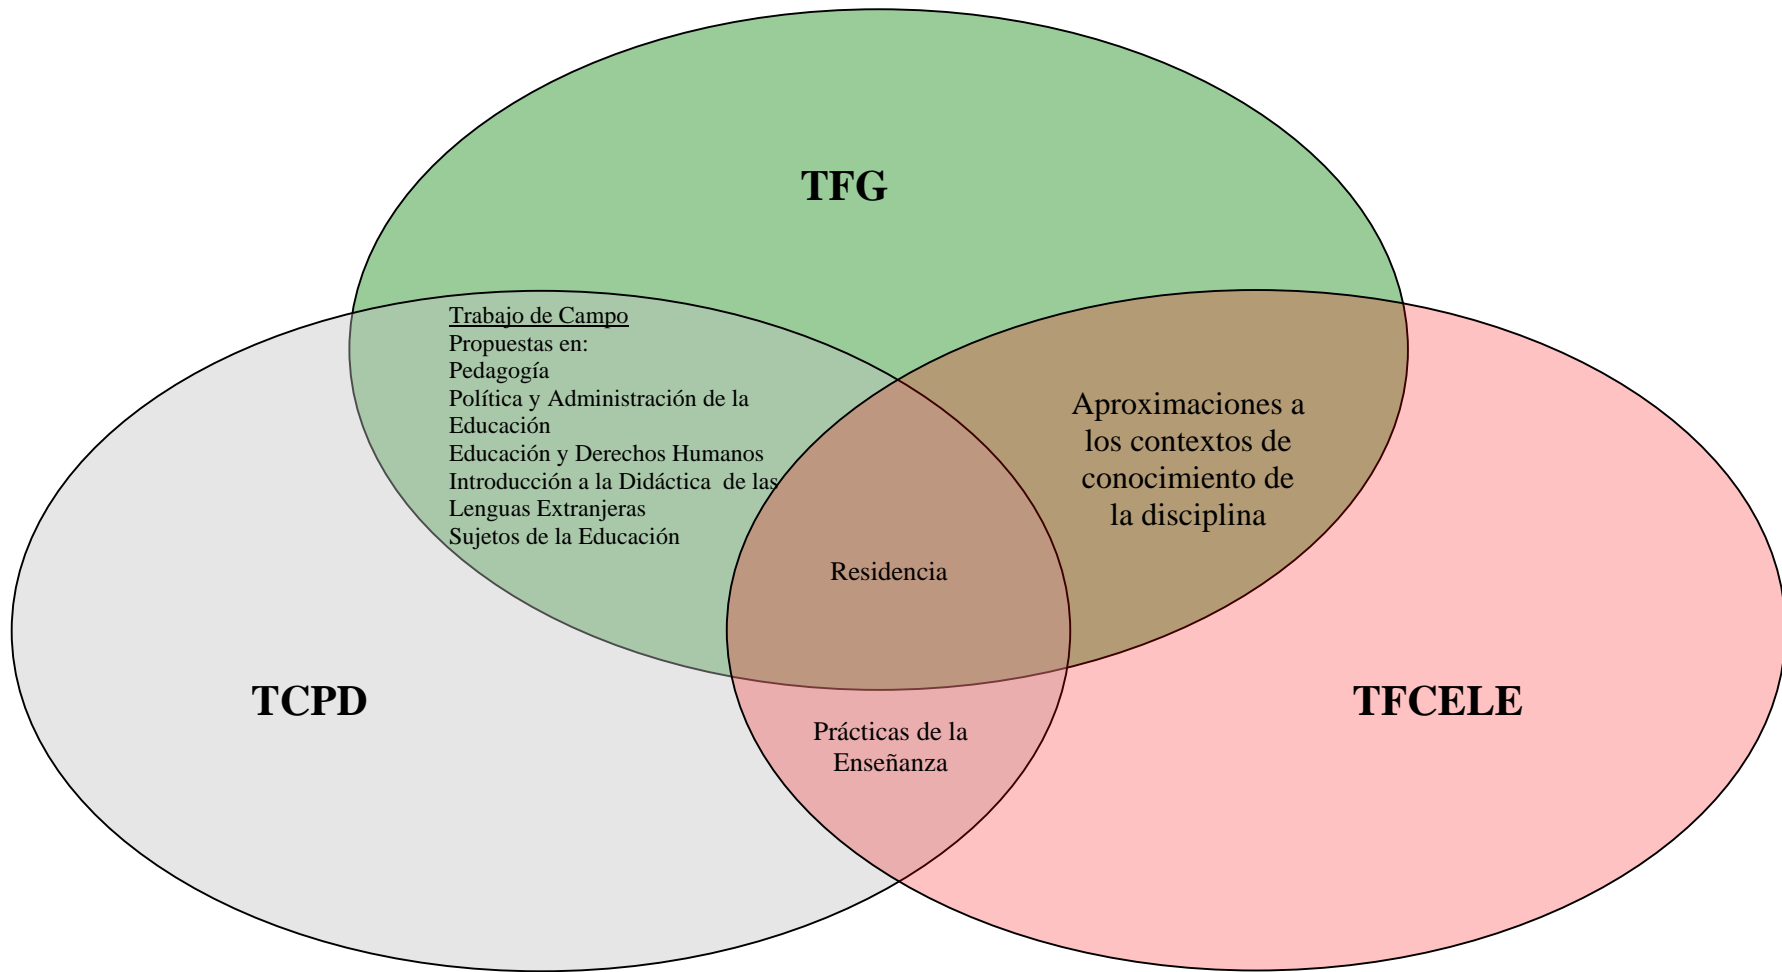 TFG
Trabajo de Campo
Propuestas en:
Pedagogía
Política y Administración de la
Educación
Educación y Derechos Humanos
Introducción a la Didáctica  de las
Lenguas Extranjeras
Sujetos de la Educación
Aproximaciones a
los contextos de
conocimiento de
la disciplina
Residencia
TCPD
TFCELE
Prácticas de la
Enseñanza